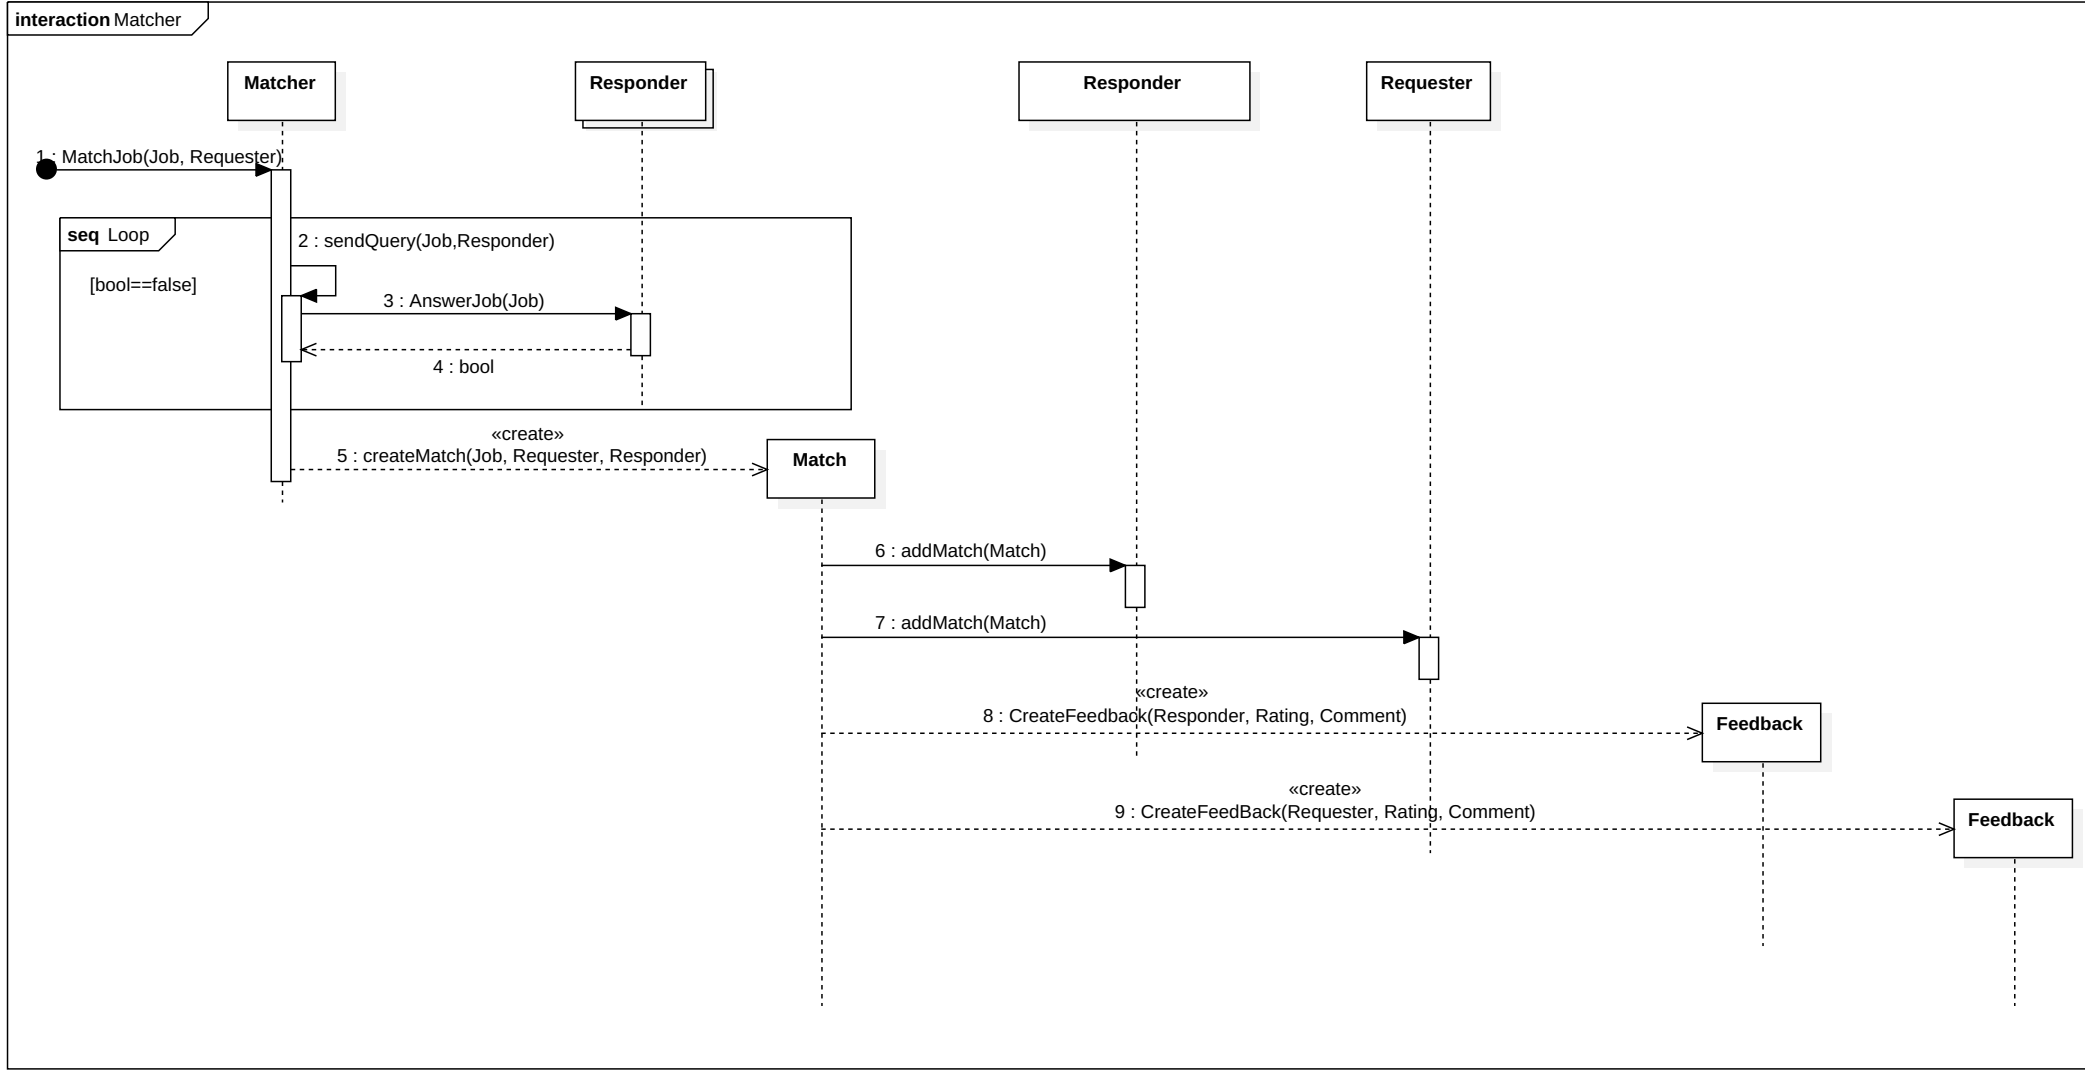 interaction Matcher
Matcher
Responder
Responder
Requester
1 : MatchJob(Job, Requester)
seq Loop
2 : sendQuery(Job,Responder)
[bool==false]
3 : AnswerJob(Job)
4 : bool
«create»
5 : createMatch(Job, Requester, Responder)
Match
6 : addMatch(Match)
7 : addMatch(Match)
«create»
8 : CreateFeedback(Responder, Rating, Comment)
Feedback
«create»
9 : CreateFeedBack(Requester, Rating, Comment)
Feedback